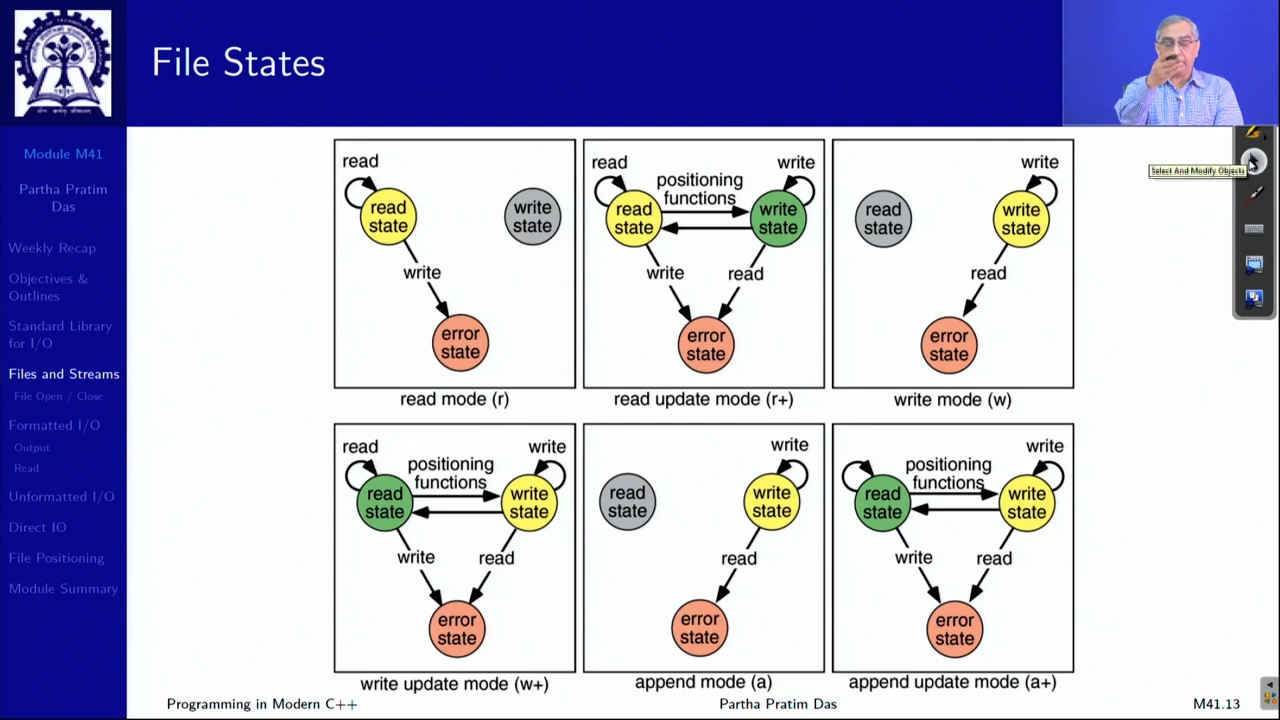 File States
Module M41
Partha Pratim
Das
Weekly Recap
Objectives &
Outlines
Standard Library
for I/O
Files and Streams
File Open / Close
Formatted I/O
Output
Read
Unformatted I/O
Direct IO
File Positioning
Module Summary
Select And Modify Objects
read
read
state
write
state
write
error
state
read mode (r)
read
write
positioning
functions
read
state
write
state
write
read
error
state
read update mode (r+)
write
read
state
write
state
read
error
state
write mode (w)
read
write
positioning
functions
read
state
write
state
write
read
error
state
write update mode (w+)
write
read
state
write
state
read
error
state
append mode (a)
write
positioning
functions
read
state
write
state
write
read
error
state
append update mode (a+)
Programming in Modern C++
Partha Pratim Das
M41.13